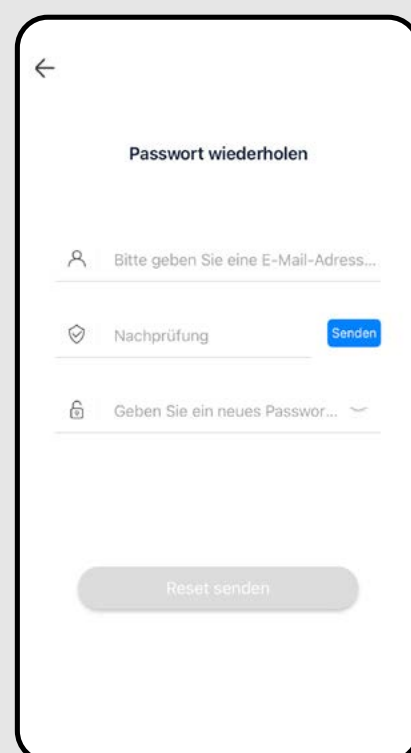 Passwort wiederholen
Bitte geben Sie eine E-Mail-Adress...
Nachprüfung
Senden
Geben Sie ein neues Passwor...
Reset senden